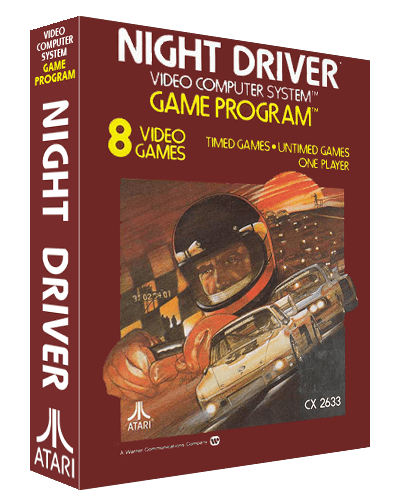 VIDEO
COMPUTER
SYSTEM
GAME
PROGRAM
NIGHT DRIVER
ATARI
NIGHT DRIVER
VIDEO COMPUTER SYSTEM™
GAME PROGRAM™
8 VIDEO
GAMES
TIMED GAMES • UNTIMED GAMES
ONE PLAYER
ATARI
CX 2633
A Warner Communications Company